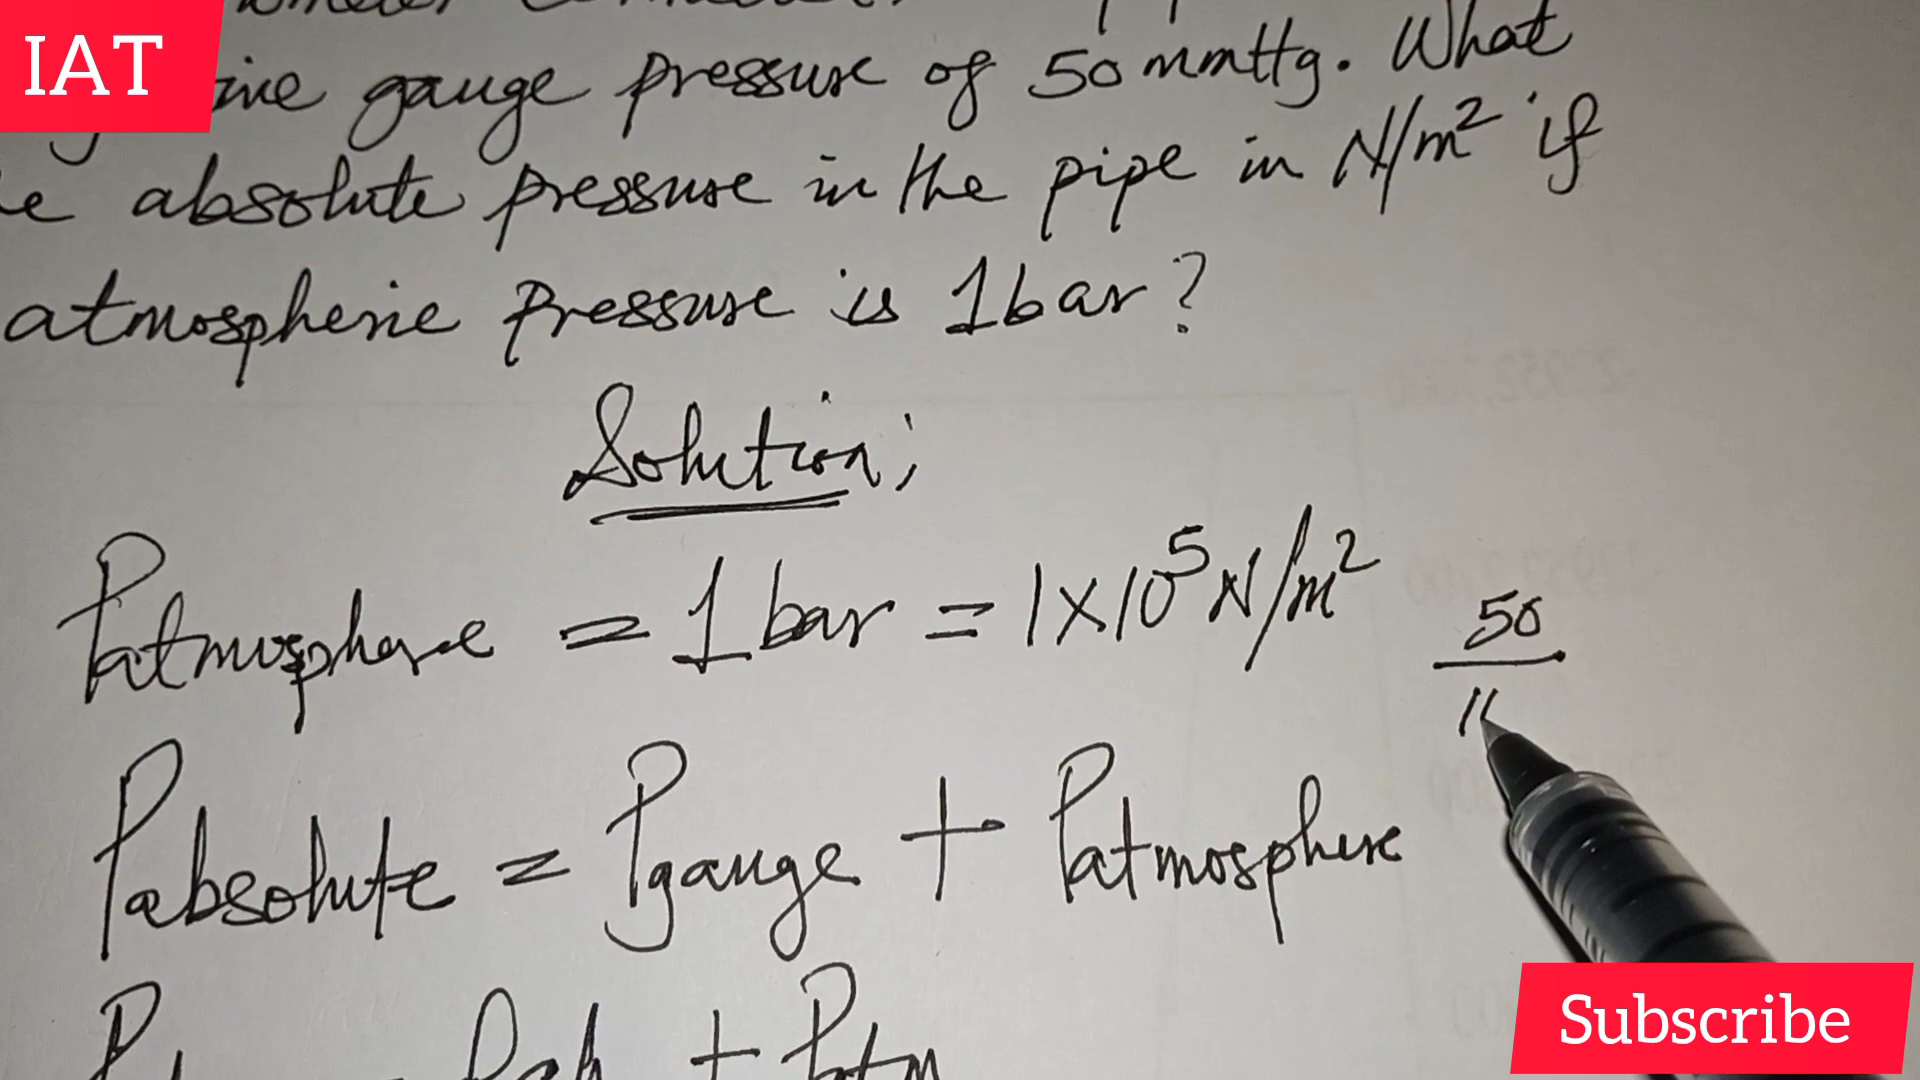 IAT
gauge pressure of 50 mmHg. What
absolute pressure in the pipe in N/m² if
atmospheric pressure is 1bar?
Solution;
Patmosphere = 1 bar = 1×10⁵ N/m²
50
Pabsolute = Pgauge + Patmosphere
+ Patm
Subscribe